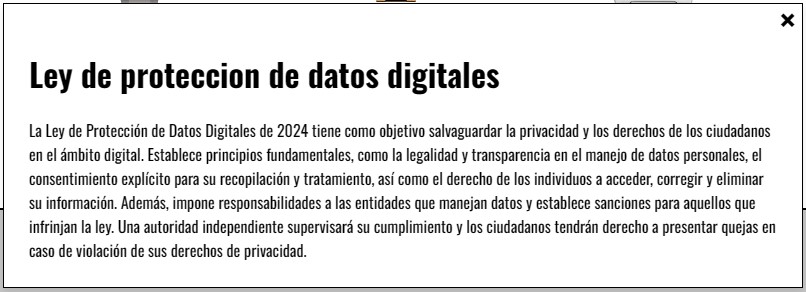 Ley de proteccion de datos digitales
La Ley de Protección de Datos Digitales de 2024 tiene como objetivo salvaguardar la privacidad y los derechos de los ciudadanos
en el ámbito digital. Establece principios fundamentales, como la legalidad y transparencia en el manejo de datos personales, el
consentimiento explícito para su recopilación y tratamiento, así como el derecho de los individuos a acceder, corregir y eliminar
su información. Además, impone responsabilidades a las entidades que manejan datos y establece sanciones para aquellos que
infrinjan la ley. Una autoridad independiente supervisará su cumplimiento y los ciudadanos tendrán derecho a presentar quejas en
caso de violación de sus derechos de privacidad.